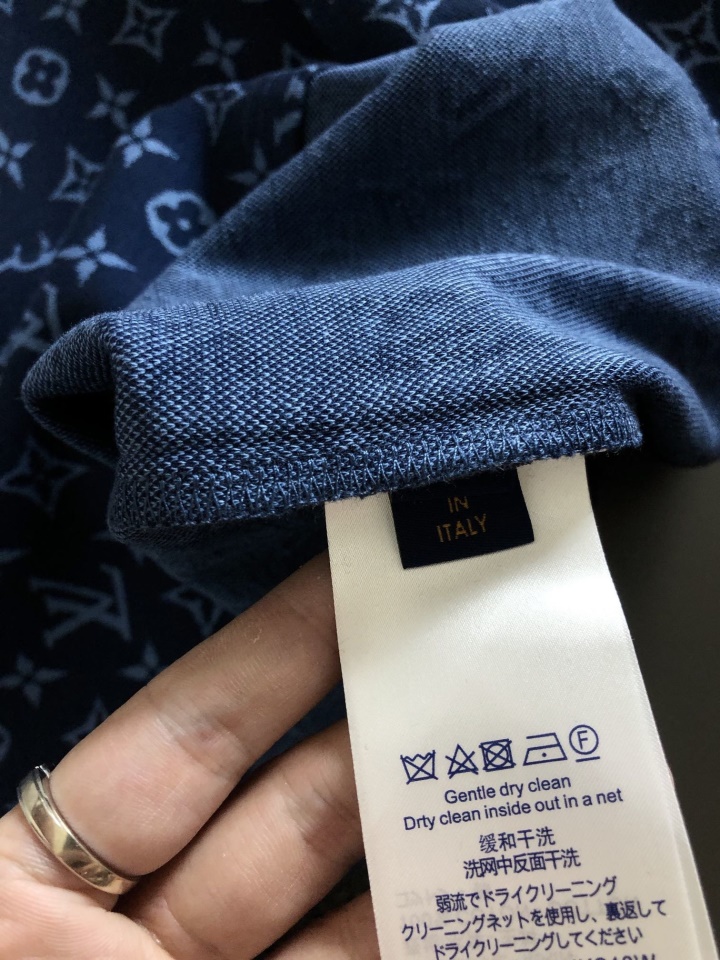 IN
ITALY
F
Gentle dry clean
Drty clean inside out in a net
缓和干洗
洗网中反面干洗
弱流でドライクリーニング
クリーニングネットを使用し、裏返して
ドライクリーニングしてください